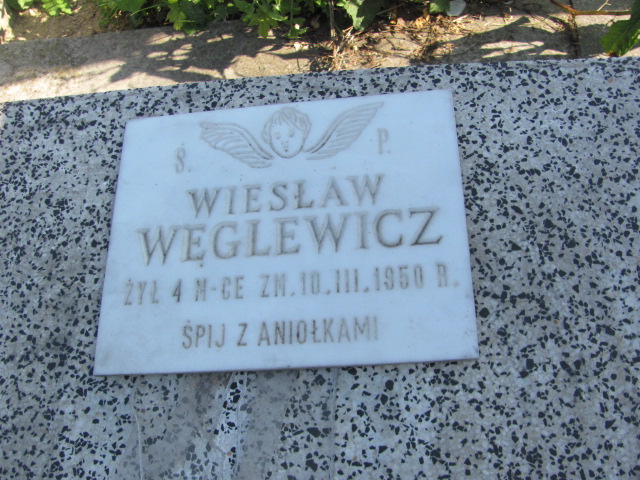 Ś. P.
WIESŁAW
WĘGLEWICZ
ŻYŁ 4 M-CE ZM. 10. III. 1950 R.
ŚPIJ Z ANIOŁKAMI